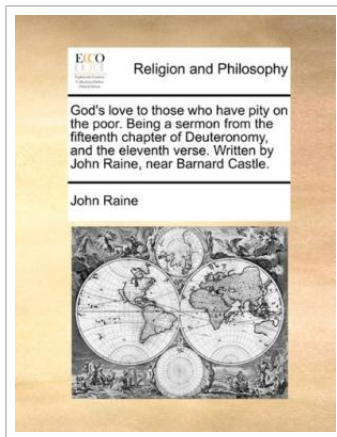 ECCO
Religion and Philosophy
God's love to those who have pity on
the poor. Being a sermon from the
fifteenth chapter of Deuteronomy,
and the eleventh verse. Written by
John Raine, near Barnard Castle.
John Raine